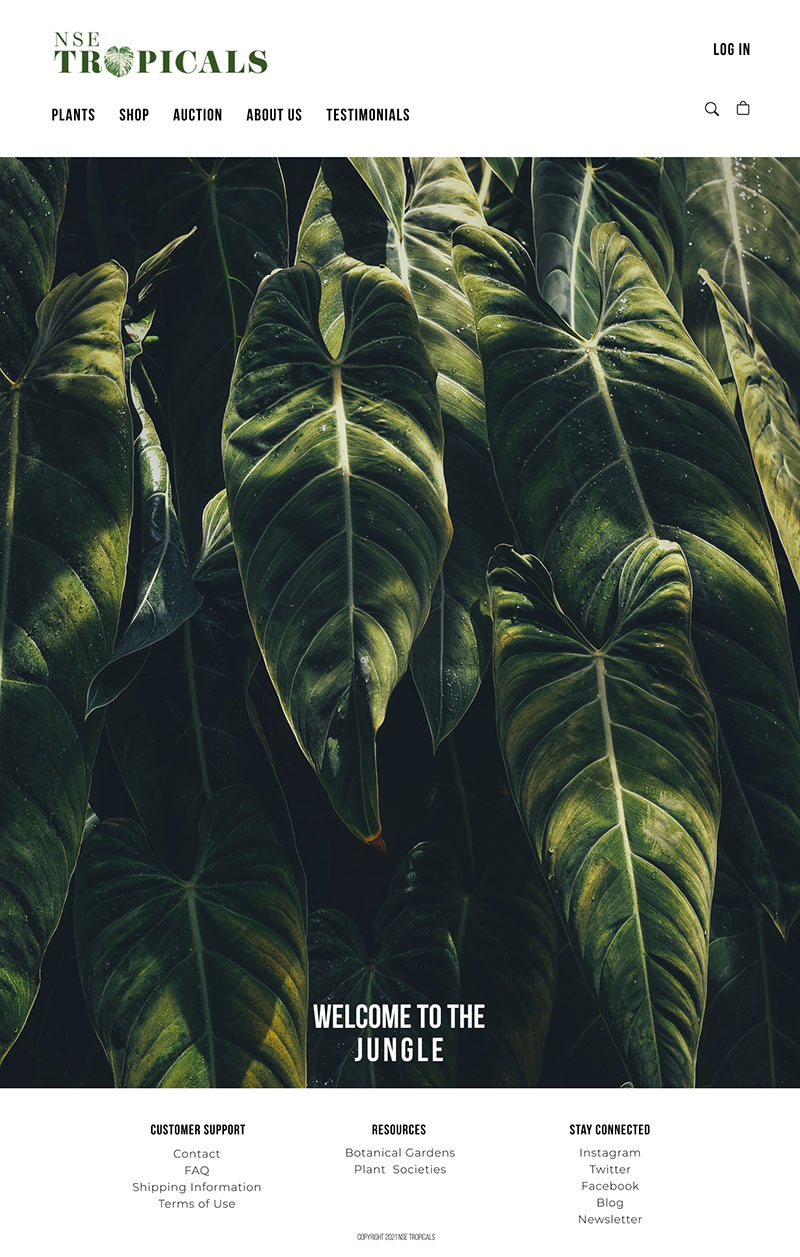 NSE
TROPICALS
LOG IN
PLANTS SHOP AUCTION ABOUT US TESTIMONIALS
WELCOME TO THE
JUNGLE
CUSTOMER SUPPORT
Contact
FAQ
Shipping Information
Terms of Use
RESOURCES
Botanical Gardens
Plant Societies
STAY CONNECTED
Instagram
Twitter
Facebook
Blog
Newsletter
COPYRIGHT 2021 NSE TROPICALS